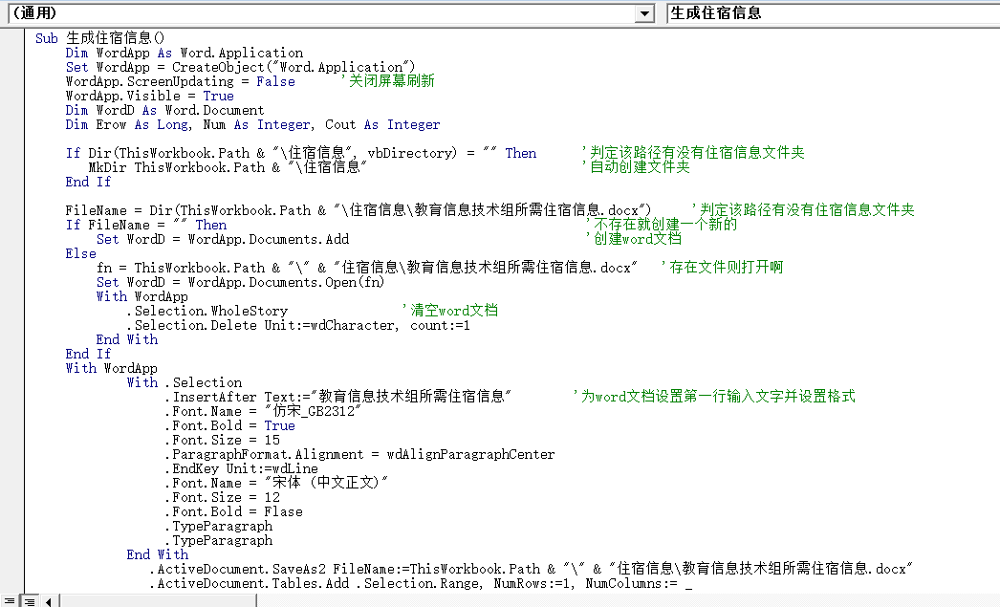 (通用)
生成住宿信息
Sub 生成住宿信息()
Dim WordApp As Word.Application
Set WordApp = CreateObject("Word.Application")
WordApp.ScreenUpdating = False '关闭屏幕刷新
WordApp.Visible = True
Dim WordD As Word.Document
Dim Erow As Long, Num As Integer, Cout As Integer
If Dir(ThisWorkbook.Path & "\住宿信息", vbDirectory) = "" Then '判定该路径有没有住宿信息文件夹
MkDir ThisWorkbook.Path & "\住宿信息" '自动创建文件夹
End If
FileName = Dir(ThisWorkbook.Path & "\住宿信息\教育信息技术组所需住宿信息.docx") '判定该路径有没有住宿信息文件夹
If FileName = "" Then '不存在就创建一个新的
Set WordD = WordApp.Documents.Add '创建word文档
Else
fn = ThisWorkbook.Path & "\" & "住宿信息\教育信息技术组所需住宿信息.docx" '存在文件则打开啊
Set WordD = WordApp.Documents.Open(fn)
With WordApp
.Selection.WholeStory '清空word文档
.Selection.Delete Unit:=wdCharacter, count:=1
End With
End If
With WordApp
With .Selection
.InsertAfter Text:="教育信息技术组所需住宿信息" '为word文档设置第一行输入文字并设置格式
.Font.Name = "仿宋_GB2312"
.Font.Bold = True
.Font.Size = 15
.ParagraphFormat.Alignment = wdAlignParagraphCenter
.EndKey Unit:=wdLine
.Font.Name = "宋体 (中文正文)"
.Font.Size = 12
.Font.Bold = Flase
.TypeParagraph
.TypeParagraph
End With
.ActiveDocument.SaveAs2 FileName:=ThisWorkbook.Path & "\" & "住宿信息\教育信息技术组所需住宿信息.docx"
.ActiveDocument.Tables.Add .Selection.Range, NumRows:=1, NumColumns:= _